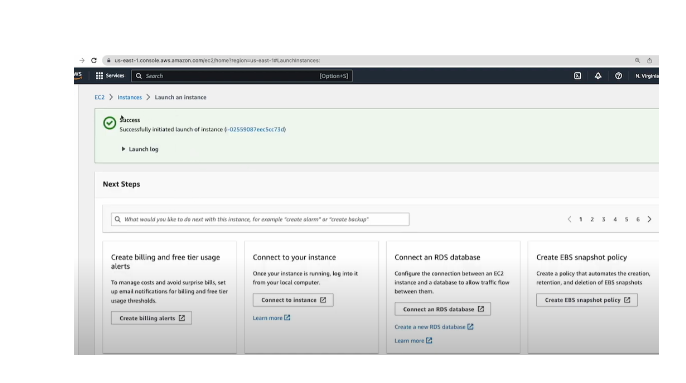 us-east-1.console.aws.amazon.com/ec2/home?region=us-east-1#LaunchInstances:
Services
Search
[Option+S]
N. Virginia
EC2 > Instances > Launch an instance
Success
Successfully initiated launch of instance (i-02559087eec5cc73d)
Launch log
Next Steps
What would you like to do next with this instance, for example "create alarm" or "create backup"
< 1 2 3 4 5 6 >
Create billing and free tier usage
alerts
To manage costs and avoid surprise bills, set
up email notifications for billing and free tier
usage thresholds.
Create billing alerts
Connect to your instance
Once your instance is running, log into it
from your local computer.
Connect to instance
Learn more
Connect an RDS database
Configure the connection between an EC2
instance and a database to allow traffic flow
between them.
Connect an RDS database
Create a new RDS database
Learn more
Create EBS snapshot policy
Create a policy that automates the creation,
retention, and deletion of EBS snapshots
Create EBS snapshot policy